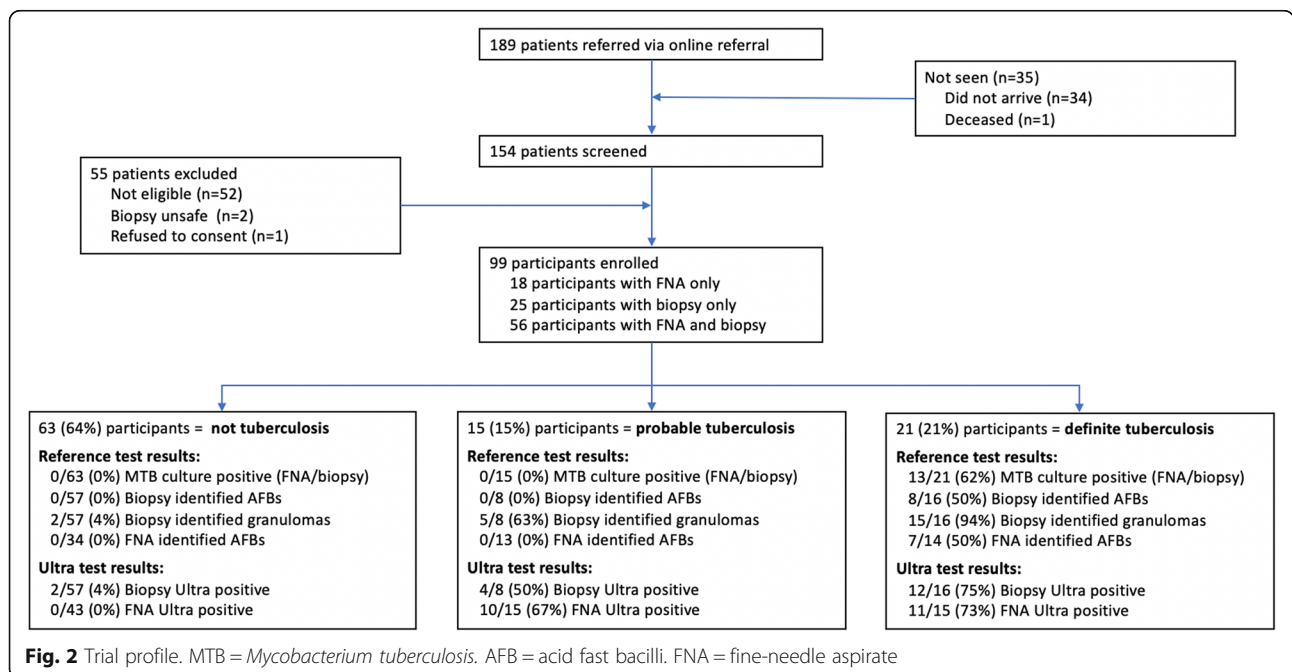 189 patients referred via online referral
Not seen (n=35)
Did not arrive (n=34)
Deceased (n=1)
154 patients screened
55 patients excluded
Not eligible (n=52)
Biopsy unsafe (n=2)
Refused to consent (n=1)
99 participants enrolled
18 participants with FNA only
25 participants with biopsy only
56 participants with FNA and biopsy
63 (64%) participants = not tuberculosis
Reference test results:
0/63 (0%) MTB culture positive (FNA/biopsy)
0/57 (0%) Biopsy identified AFBs
2/57 (4%) Biopsy identified granulomas
0/34 (0%) FNA identified AFBs
Ultra test results:
2/57 (4%) Biopsy Ultra positive
0/43 (0%) FNA Ultra positive
15 (15%) participants = probable tuberculosis
Reference test results:
0/15 (0%) MTB culture positive (FNA/biopsy)
0/8 (0%) Biopsy identified AFBs
5/8 (63%) Biopsy identified granulomas
0/13 (0%) FNA identified AFBs
Ultra test results:
4/8 (50%) Biopsy Ultra positive
10/15 (67%) FNA Ultra positive
21 (21%) participants = definite tuberculosis
Reference test results:
13/21 (62%) MTB culture positive (FNA/biopsy)
8/16 (50%) Biopsy identified AFBs
15/16 (94%) Biopsy identified granulomas
7/14 (50%) FNA identified AFBs
Ultra test results:
12/16 (75%) Biopsy Ultra positive
11/15 (73%) FNA Ultra positive
Fig. 2 Trial profile. MTB = Mycobacterium tuberculosis. AFB = acid fast bacilli. FNA = fine-needle aspirate